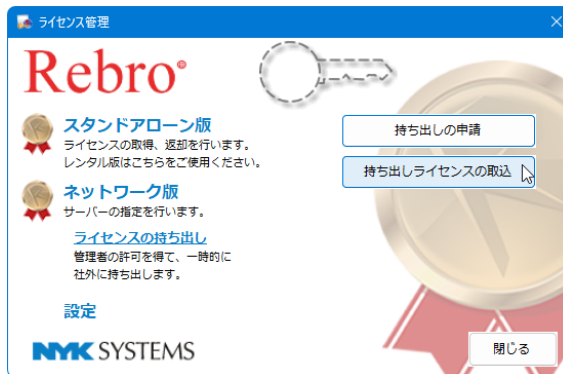 ライセンス管理
Rebro
スタンドアローン版
ライセンスの取得、返却を行います。
レンタル版はこちらをご使用ください。
ネットワーク版
サーバーの指定を行います。
ライセンスの持ち出し
管理者の許可を得て、一時的に
社外に持ち出します。
設定
持ち出しの申請
持ち出しライセンスの取込
NYK SYSTEMS
閉じる